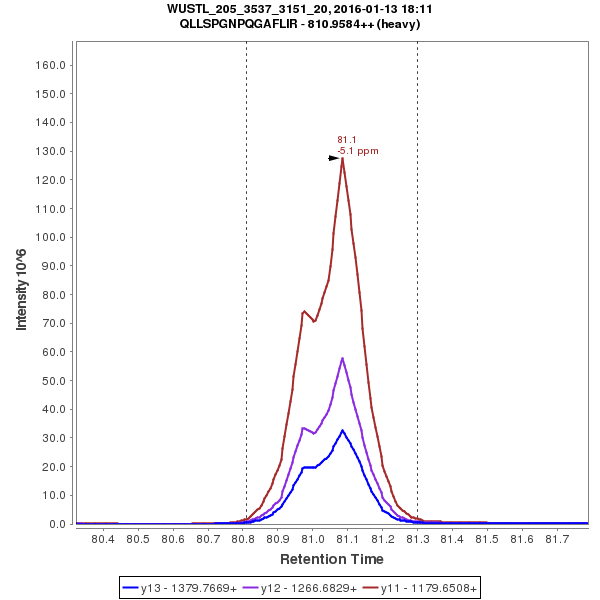 WUSTL_205_3537_3151_20, 2016-01-13 18:11
QLLSPGNPQGAFLIR - 810.9584++ (heavy)
160.0
150.0
140.0
130.0
120.0
110.0
100.0
90.0
80.0
70.0
60.0
50.0
40.0
30.0
20.0
10.0
0.0
Intensity 10^6
81.1
-5.1 ppm
80.4 80.5 80.6 80.7 80.8 80.9 81.0 81.1 81.2 81.3 81.4 81.5 81.6 81.7
Retention Time
y13 - 1379.7669+ y12 - 1266.6829+ y11 - 1179.6508+